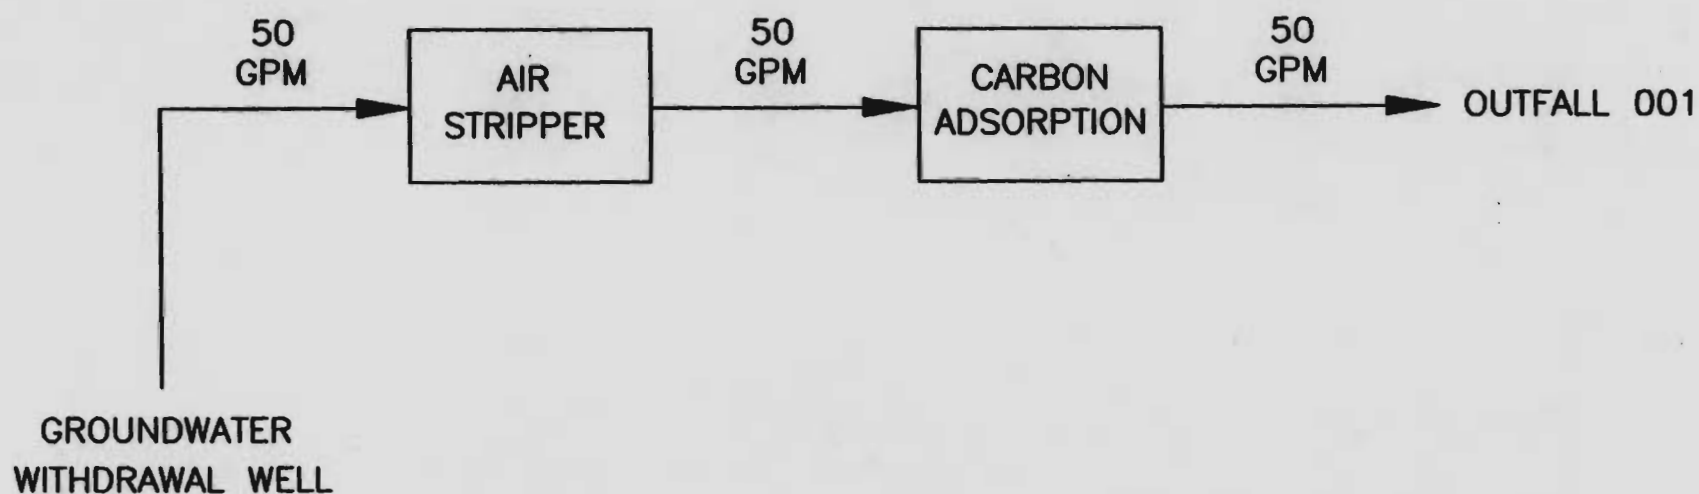 50
GPM
AIR
STRIPPER
50
GPM
CARBON
ADSORPTION
50
GPM
OUTFALL 001
GROUNDWATER
WITHDRAWAL WELL